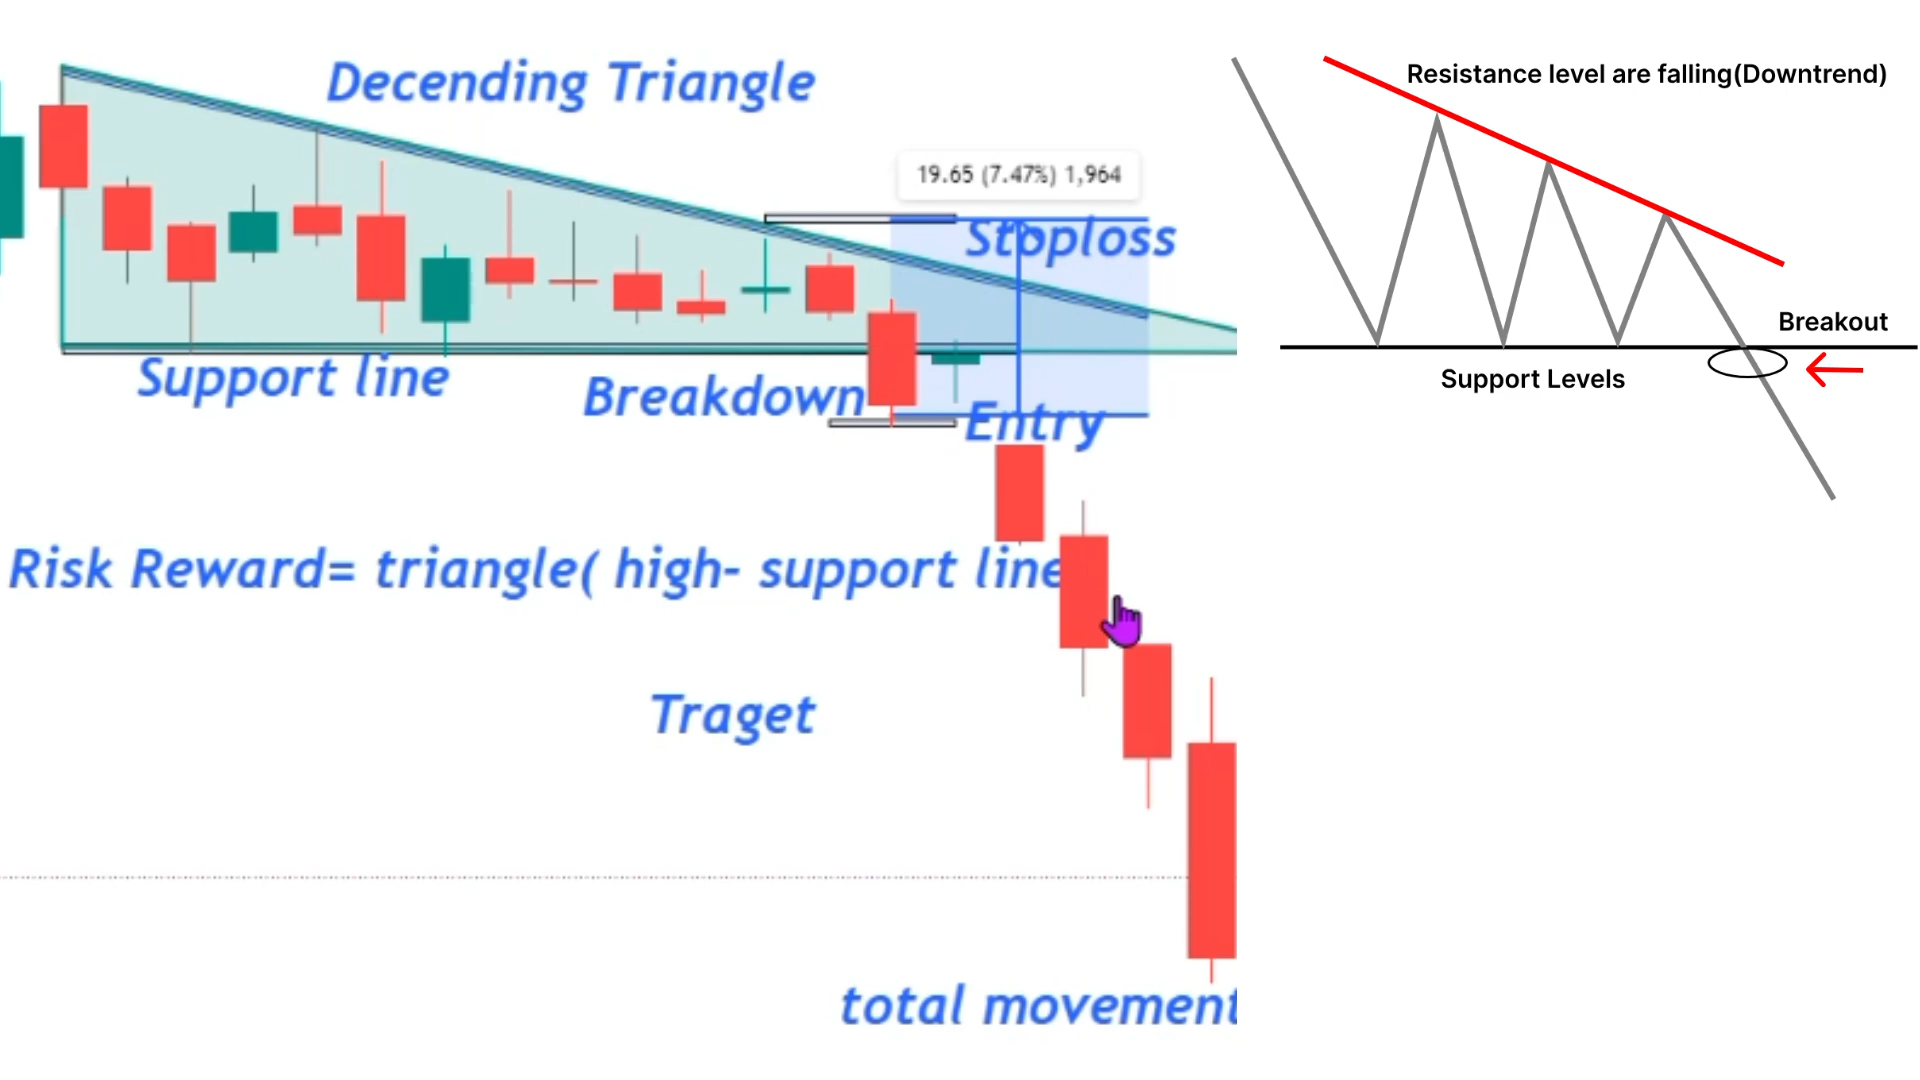 Decending Triangle
19.65 (7.47%) 1,964
Stoploss
Support line
Breakdown
Entry
Risk Reward= triangle( high- support line
Traget
total movement
Resistance level are falling(Downtrend)
Breakout
Support Levels